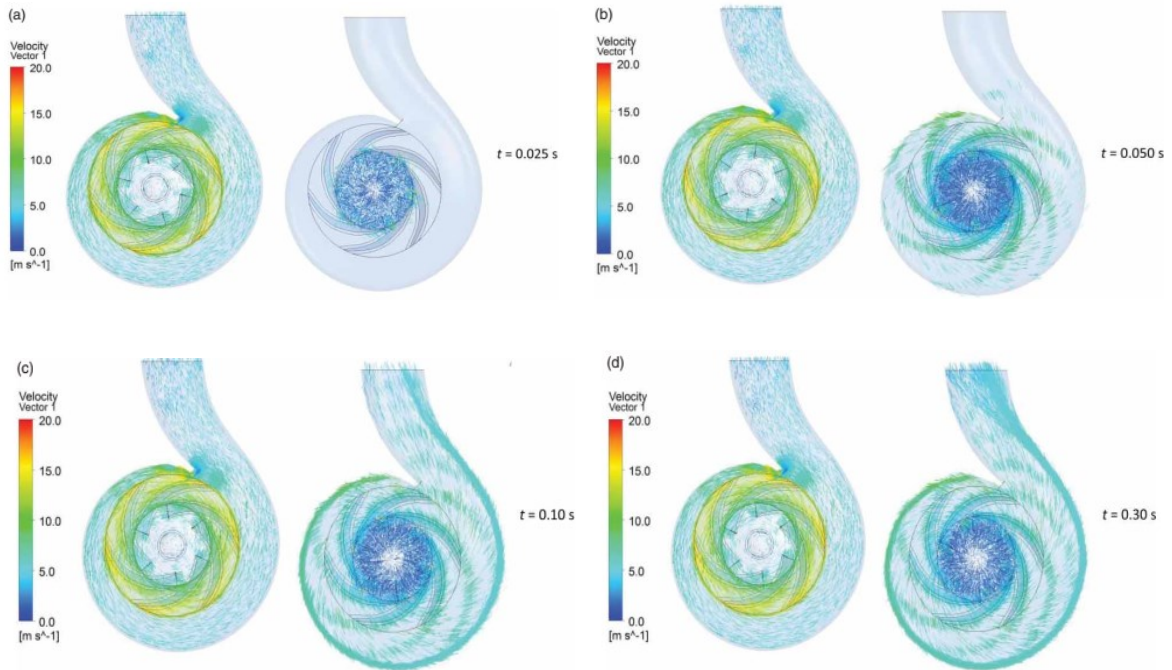 (a)
Velocity
Vector 1
20.0
15.0
10.0
5.0
0.0
[m s^-1]
t = 0.025 s
(b)
Velocity
Vector 1
20.0
15.0
10.0
5.0
0.0
[m s^-1]
t = 0.050 s
(c)
Velocity
Vector 1
20.0
15.0
10.0
5.0
0.0
[m s^-1]
t = 0.10 s
(d)
Velocity
Vector 1
20.0
15.0
10.0
5.0
0.0
[m s^-1]
t = 0.30 s